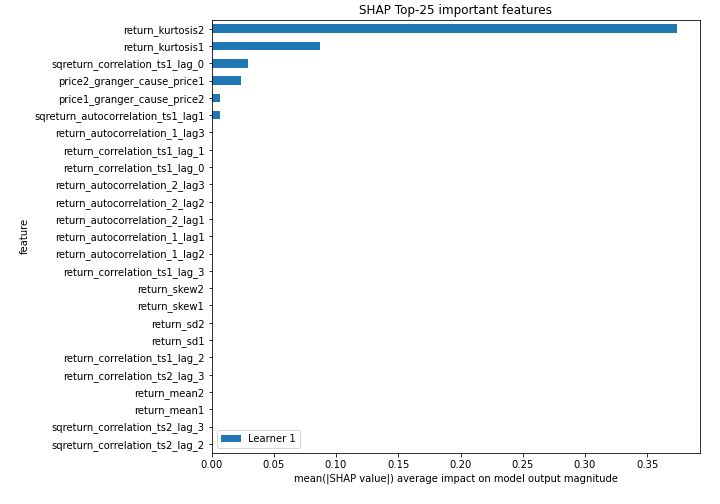 SHAP Top-25 important features
return_kurtosis2
return_kurtosis1
sqreturn_correlation_ts1_lag_0
price2_granger_cause_price1
price1_granger_cause_price2
sqreturn_autocorrelation_ts1_lag1
return_autocorrelation_1_lag3
return_correlation_ts1_lag_1
return_correlation_ts1_lag_0
return_autocorrelation_2_lag3
return_autocorrelation_2_lag2
return_autocorrelation_2_lag1
return_autocorrelation_1_lag1
return_autocorrelation_1_lag2
return_correlation_ts1_lag_3
return_skew2
return_skew1
return_sd2
return_sd1
return_correlation_ts1_lag_2
return_correlation_ts2_lag_3
return_mean2
return_mean1
sqreturn_correlation_ts2_lag_3
sqreturn_correlation_ts2_lag_2
feature
Learner 1
0.00 0.05 0.10 0.15 0.20 0.25 0.30 0.35
mean(|SHAP value|) average impact on model output magnitude